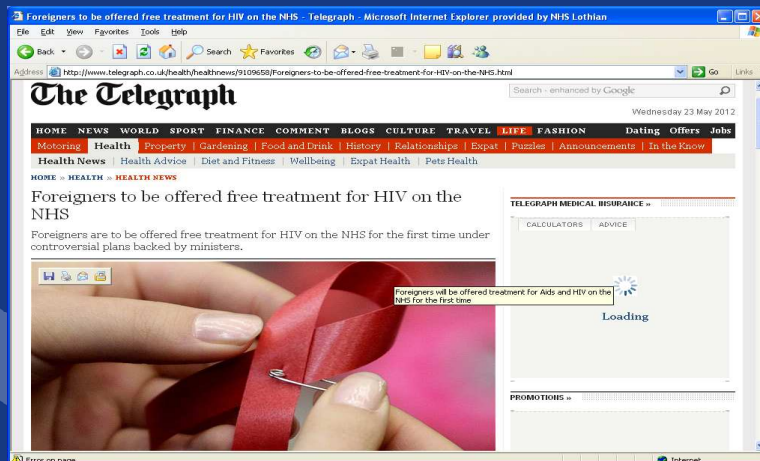 Foreigners to be offered free treatment for HIV on the NHS - Telegraph - Microsoft Internet Explorer provided by NHS Lothian
File Edit View Favorites Tools Help
Back Search Favorites
Address http://www.telegraph.co.uk/health/healthnews/9109658/Foreigners-to-be-offered-free-treatment-for-HIV-on-the-NHS.html Go Links
The Telegraph
Search - enhanced by Google
Wednesday 23 May 2012
HOME NEWS WORLD SPORT FINANCE COMMENT BLOGS CULTURE TRAVEL LIFE FASHION Dating Offers Jobs
Motoring Health Property | Gardening | Food and Drink | History | Relationships | Expat | Puzzles | Announcements | In the Know
Health News | Health Advice | Diet and Fitness | Wellbeing | Expat Health | Pets Health
HOME » HEALTH » HEALTH NEWS
Foreigners to be offered free treatment for HIV on the
NHS
Foreigners are to be offered free treatment for HIV on the NHS for the first time under
controversial plans backed by ministers.
TELEGRAPH MEDICAL INSURANCE »
CALCULATORS ADVICE
Foreigners will be offered treatment for Aids and HIV on the
NHS for the first time
Loading
PROMOTIONS »
Error on page. Internet